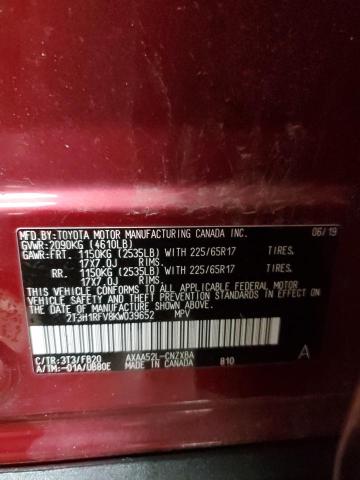 MFD.BY:TOYOTA MOTOR MANUFACTURING CANADA INC. 06/19
GVWR:2090KG (4610LB)
GAWR:FRT. 1150KG (2535LB) WITH 225/65R17 TIRES,
17X7.0J RIMS.
RR. 1150KG (2535LB) WITH 225/65R17 TIRES,
17X7.0J RIMS.
THIS VEHICLE CONFORMS TO ALL APPLICABLE FEDERAL MOTOR
VEHICLE SAFETY AND BUMPER STANDARDS IN EFFECT ON
THE DATE OF MANUFACTURE SHOWN ABOVE.
2T3H1RFV8KW039652 MPV
C/TR:3T3/FB20 AXAA52L-CNZXBA
A/TM:-01A/UB80E MADE IN CANADA 810 A